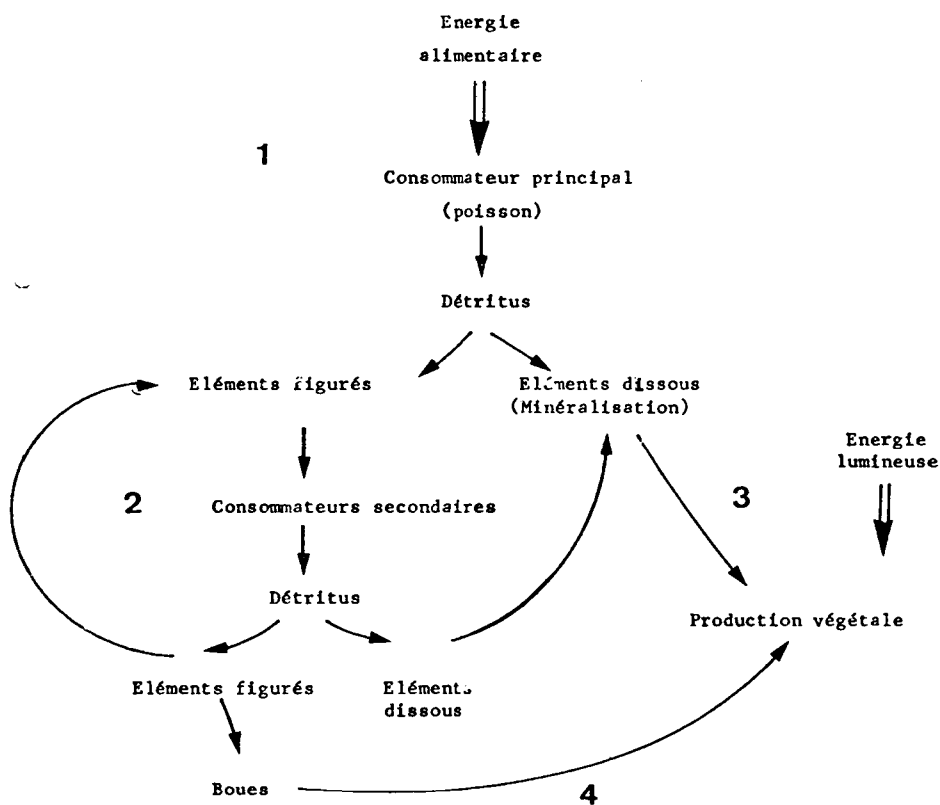 Energie
alimentaire
1
Consommateur principal
(poisson)
Détritus
Eléments figurés
Eléments dissous
(Minéralisation)
Energie
lumineuse
2
Consommateurs secondaires
3
Détritus
Production végétale
Eléments figurés
Eléments
dissous
Boues
4